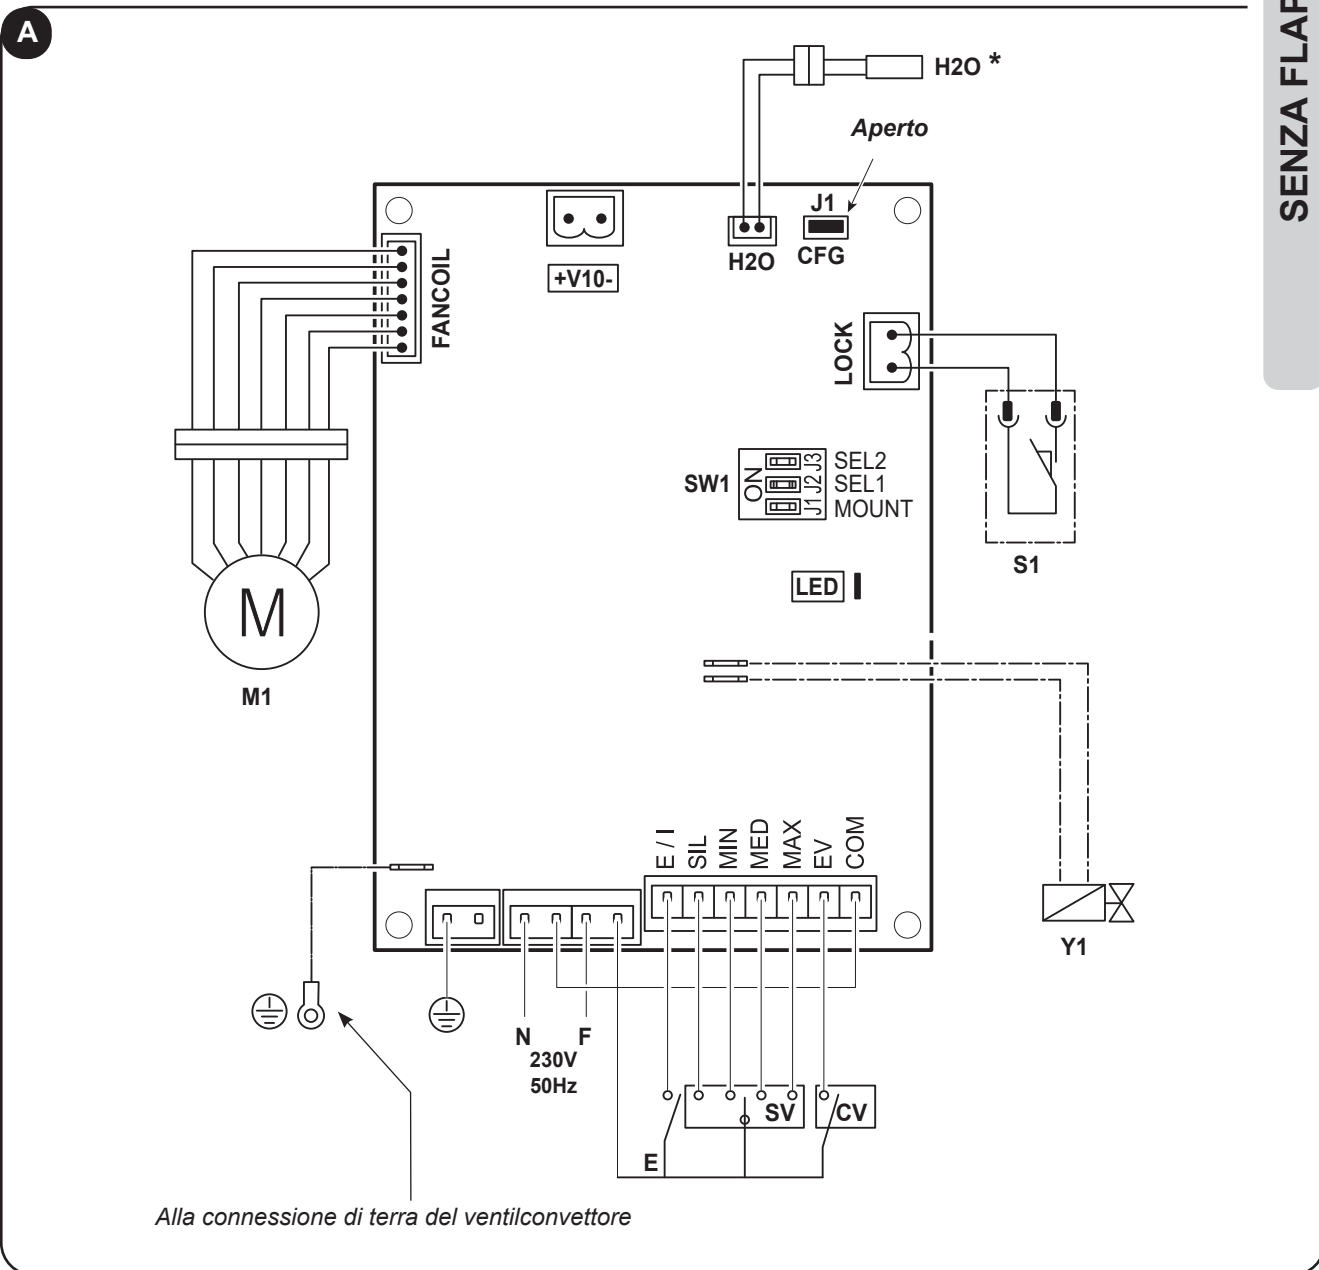 A
SENZA FLAP
H2O *
Aperto
J1
H2O
CFG
+V10-
FANCOIL
LOCK
SW1
ON
J3
J2
J1
SEL2
SEL1
MOUNT
S1
LED
M
M1
E / I
SIL
MIN
MED
MAX
EV
COM
Y1
N
F
230V
50Hz
SV
CV
E
Alla connessione di terra del ventilconvettore